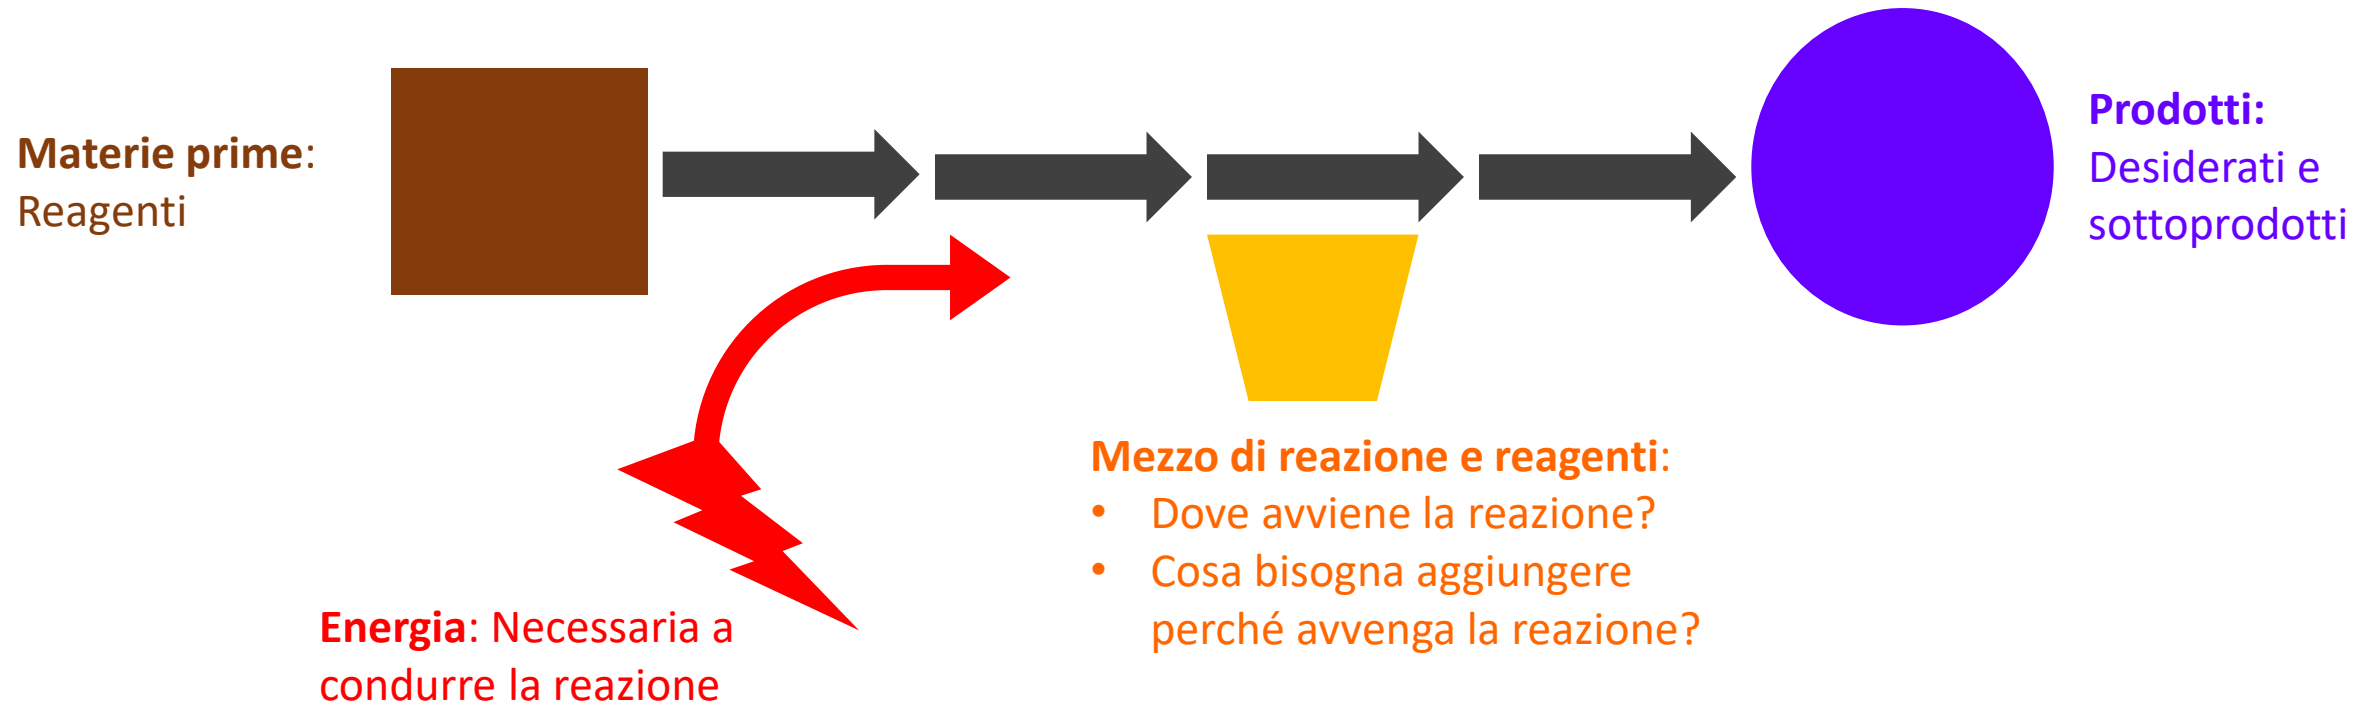 Materie prime:
Reagenti
Prodotti:
Desiderati e
sottoprodotti
Mezzo di reazione e reagenti:
• Dove avviene la reazione?
• Cosa bisogna aggiungere
perché avvenga la reazione?
Energia: Necessaria a
condurre la reazione